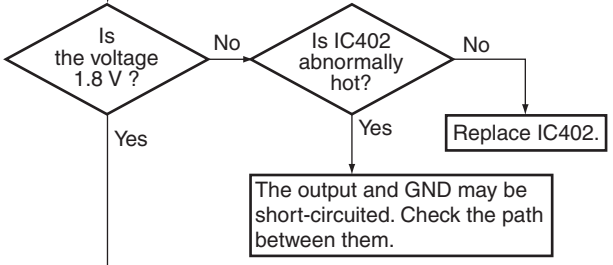 Is
the voltage
1.8 V ?
No
Is IC402
abnormally
hot?
No
Yes
Yes
Replace IC402.
The output and GND may be
short-circuited. Check the path
between them.